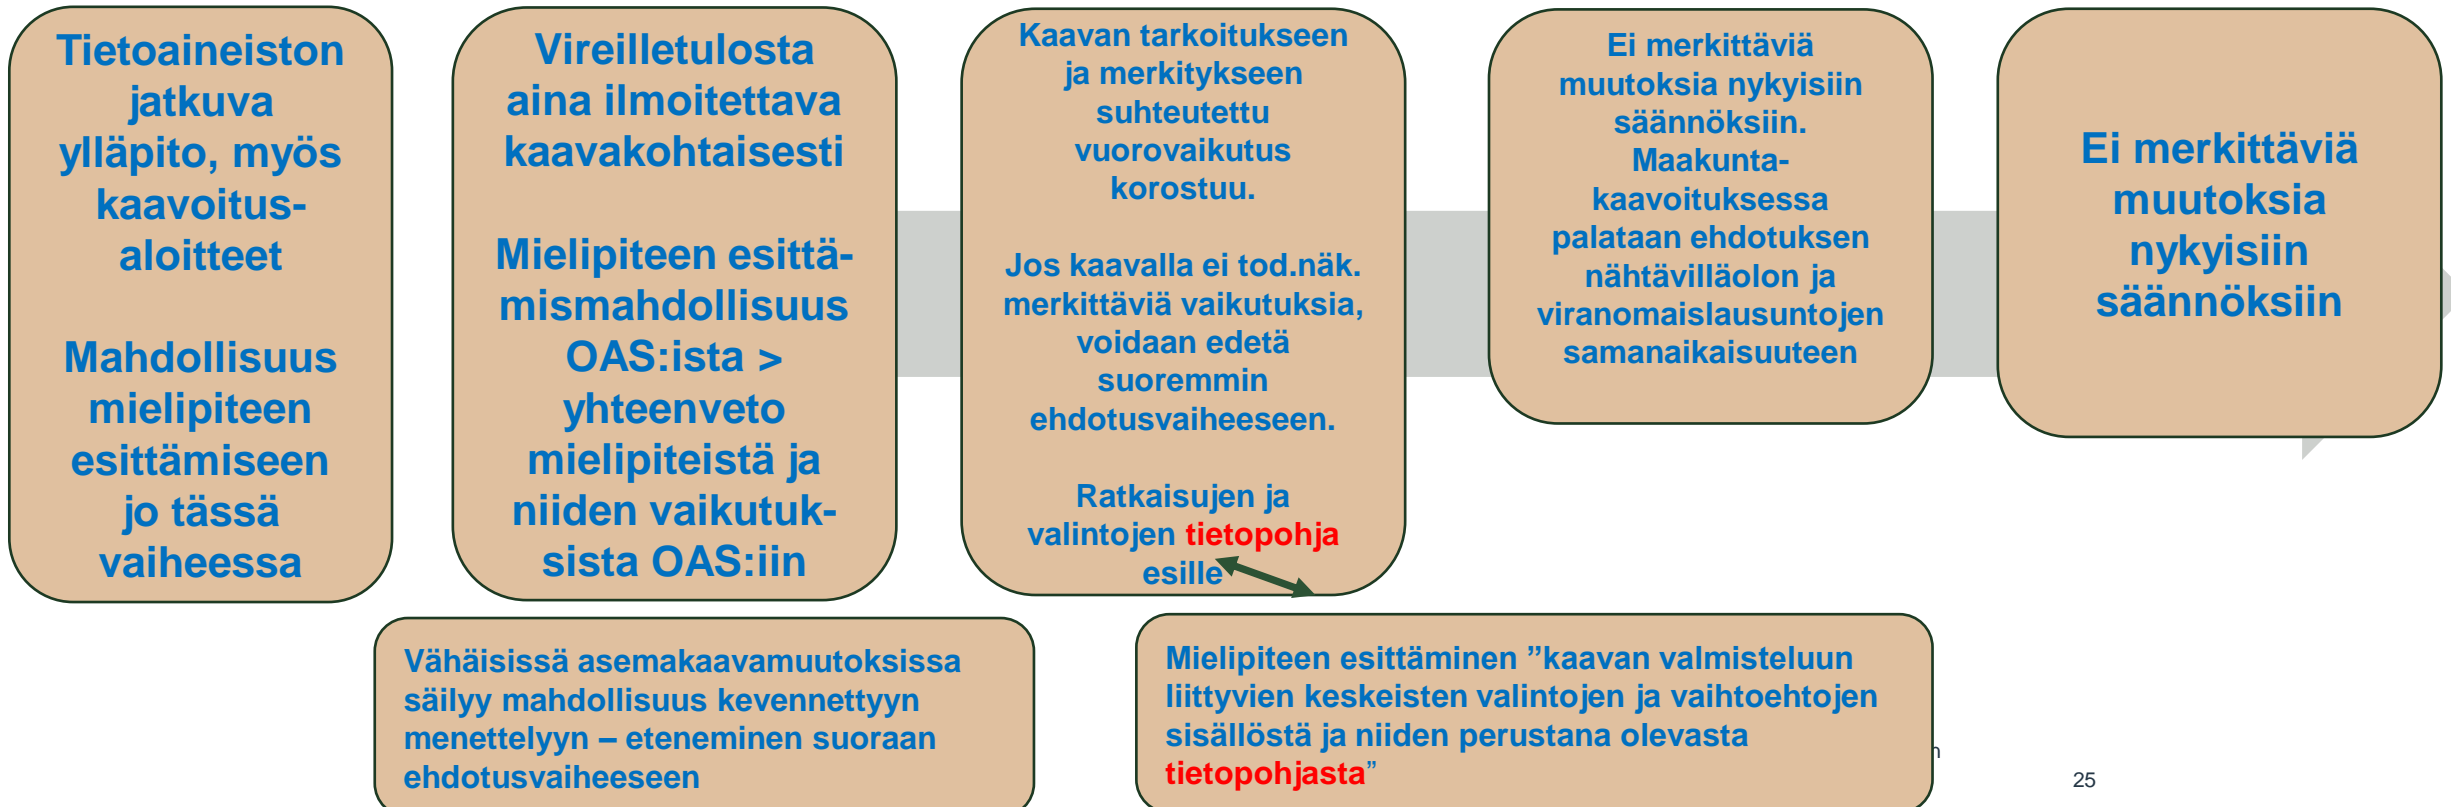 Tietoaineiston
jatkuva
ylläpito, myös
kaavoitus-
aloitteet
Mahdollisuus
mielipiteen
esittämiseen
jo tässä
vaiheessa
Vireilletulosta
aina ilmoitettava
kaavakohtaisesti
Mielipiteen esittä-
mismahdollisuus
OAS:ista >
yhteenveto
mielipiteistä ja
niiden vaikutuk-
sista OAS:iin
Kaavan tarkoitukseen
ja merkitykseen
suhteutettu
vuorovaikutus
korostuu.
Jos kaavalla ei tod.näk.
merkittäviä vaikutuksia,
voidaan edetä
suoremmin
ehdotusvaiheeseen.
Ratkaisujen ja
valintojen tietopohja
esille
Ei merkittäviä
muutoksia nykyisiin
säännöksiin.
Maakunta-
kaavoituksessa
palataan ehdotuksen
nähtävilläolon ja
viranomaislausuntojen
samanaikaisuuteen
Ei merkittäviä
muutoksia
nykyisiin
säännöksiin
Vähäisissä asemakaavamuutoksissa
säilyy mahdollisuus kevennettyyn
menettelyyn – eteneminen suoraan
ehdotusvaiheeseen
Mielipiteen esittäminen ”kaavan valmisteluun
liittyvien keskeisten valintojen ja vaihtoehtojen
sisällöstä ja niiden perustana olevasta
tietopohjasta”
25